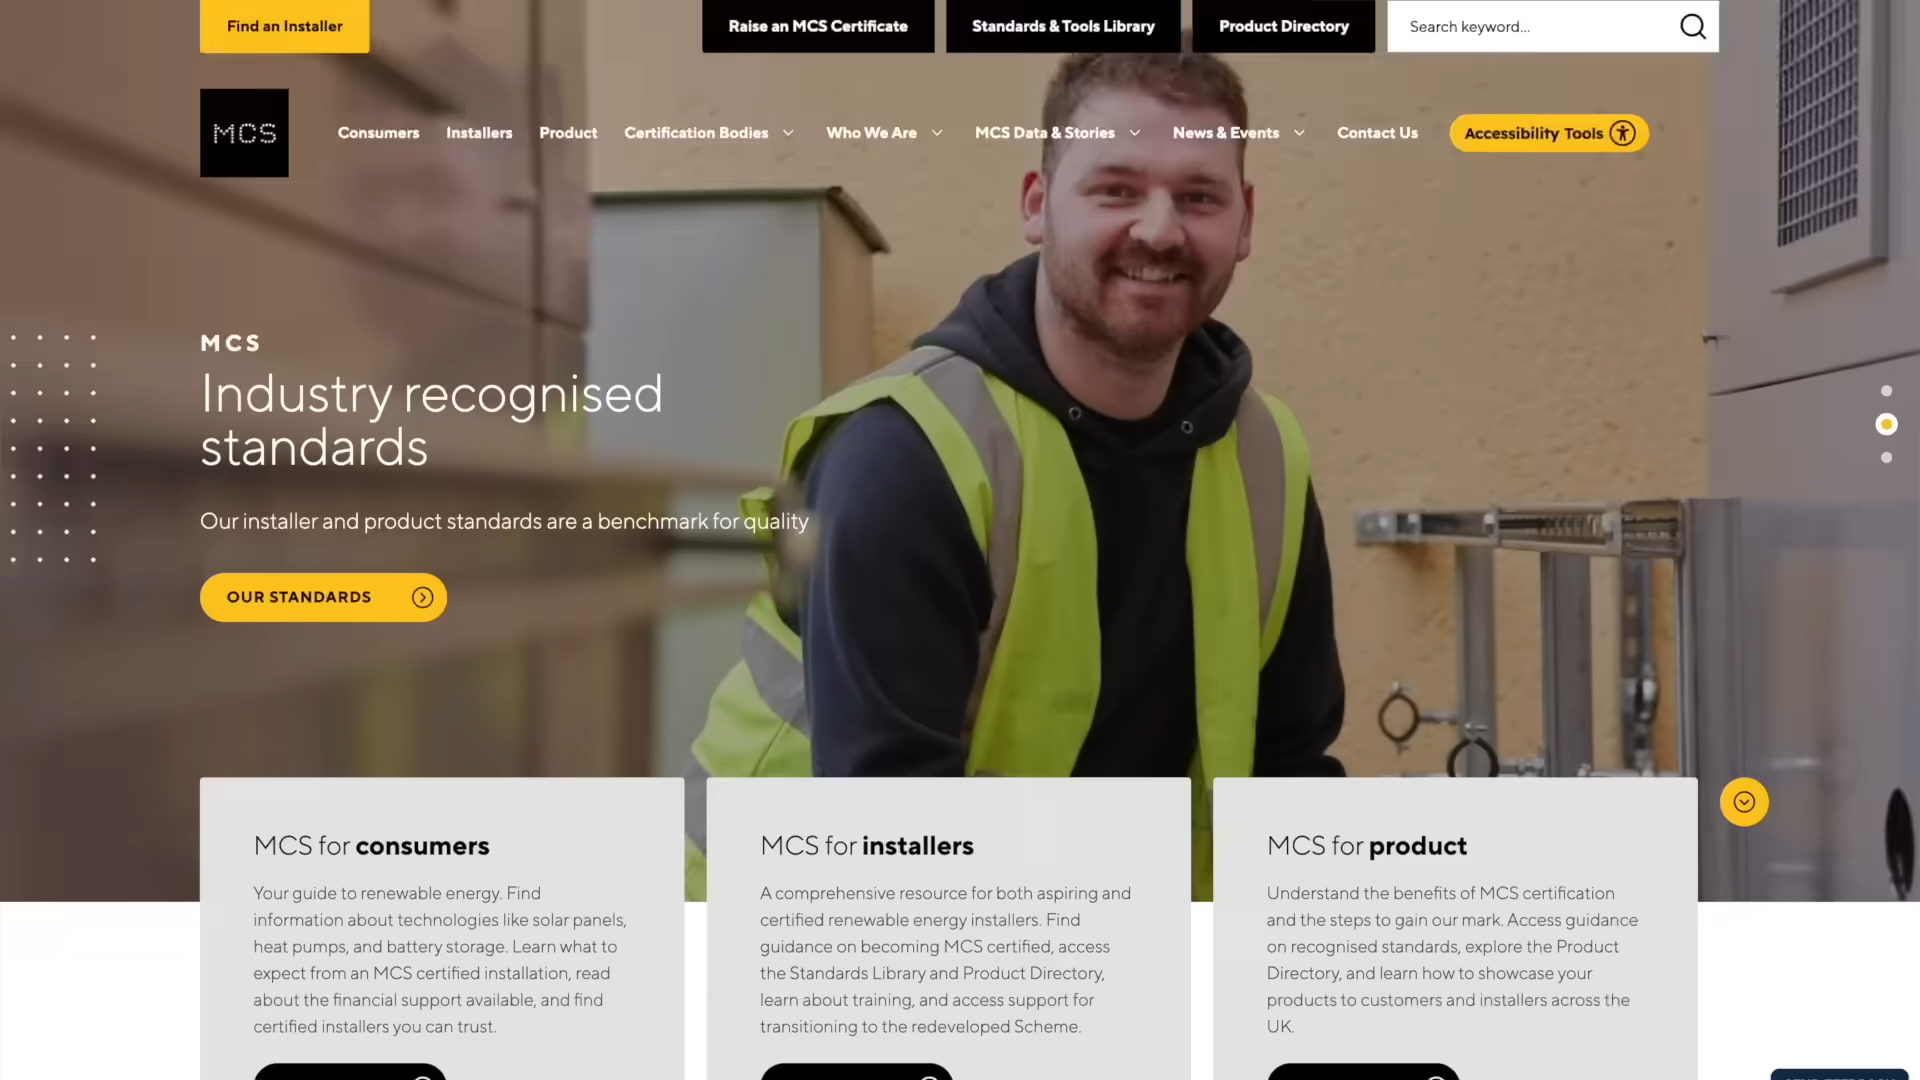 Find an Installer
Raise an MCS Certificate
Standards & Tools Library
Product Directory
Search keyword...
MCS
Consumers
Installers
Product
Certification Bodies
Who We Are
MCS Data & Stories
News & Events
Contact Us
Accessibility Tools
MCS
Industry recognised
standards
Our installer and product standards are a benchmark for quality
OUR STANDARDS
MCS for consumers
Your guide to renewable energy. Find
information about technologies like solar panels,
heat pumps, and battery storage. Learn what to
expect from an MCS certified installation, read
about the financial support available, and find
certified installers you can trust.
MCS for installers
A comprehensive resource for both aspiring and
certified renewable energy installers. Find
guidance on becoming MCS certified, access
the Standards Library and Product Directory,
learn about training, and access support for
transitioning to the redeveloped Scheme.
MCS for product
Understand the benefits of MCS certification
and the steps to gain our mark. Access guidance
on recognised standards, explore the Product
Directory, and learn how to showcase your
products to customers and installers across the
UK.